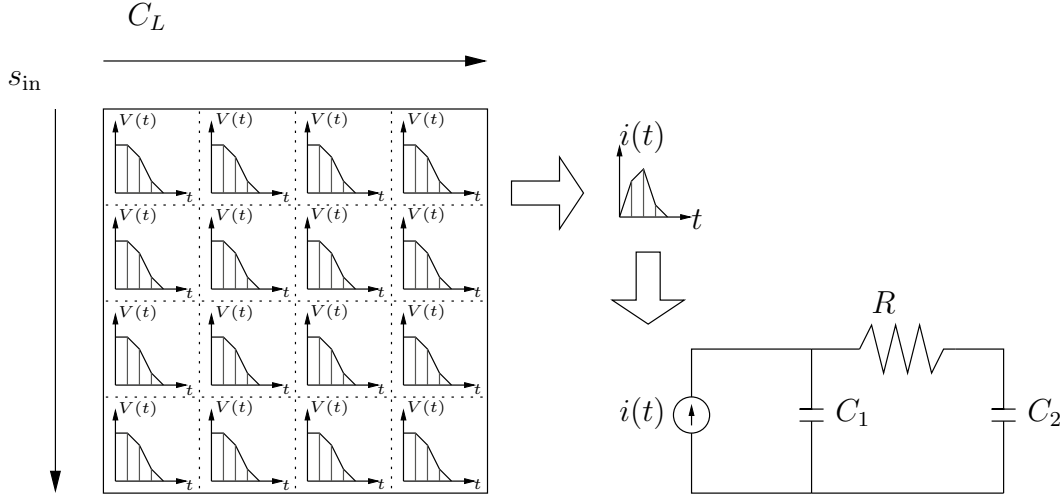 C_L
s_in
V(t) V(t) V(t) V(t)
t t t t
V(t) V(t) V(t) V(t)
t t t t
V(t) V(t) V(t) V(t)
t t t t
V(t) V(t) V(t) V(t)
t t t t
i(t)
t
R
i(t) C_1 C_2